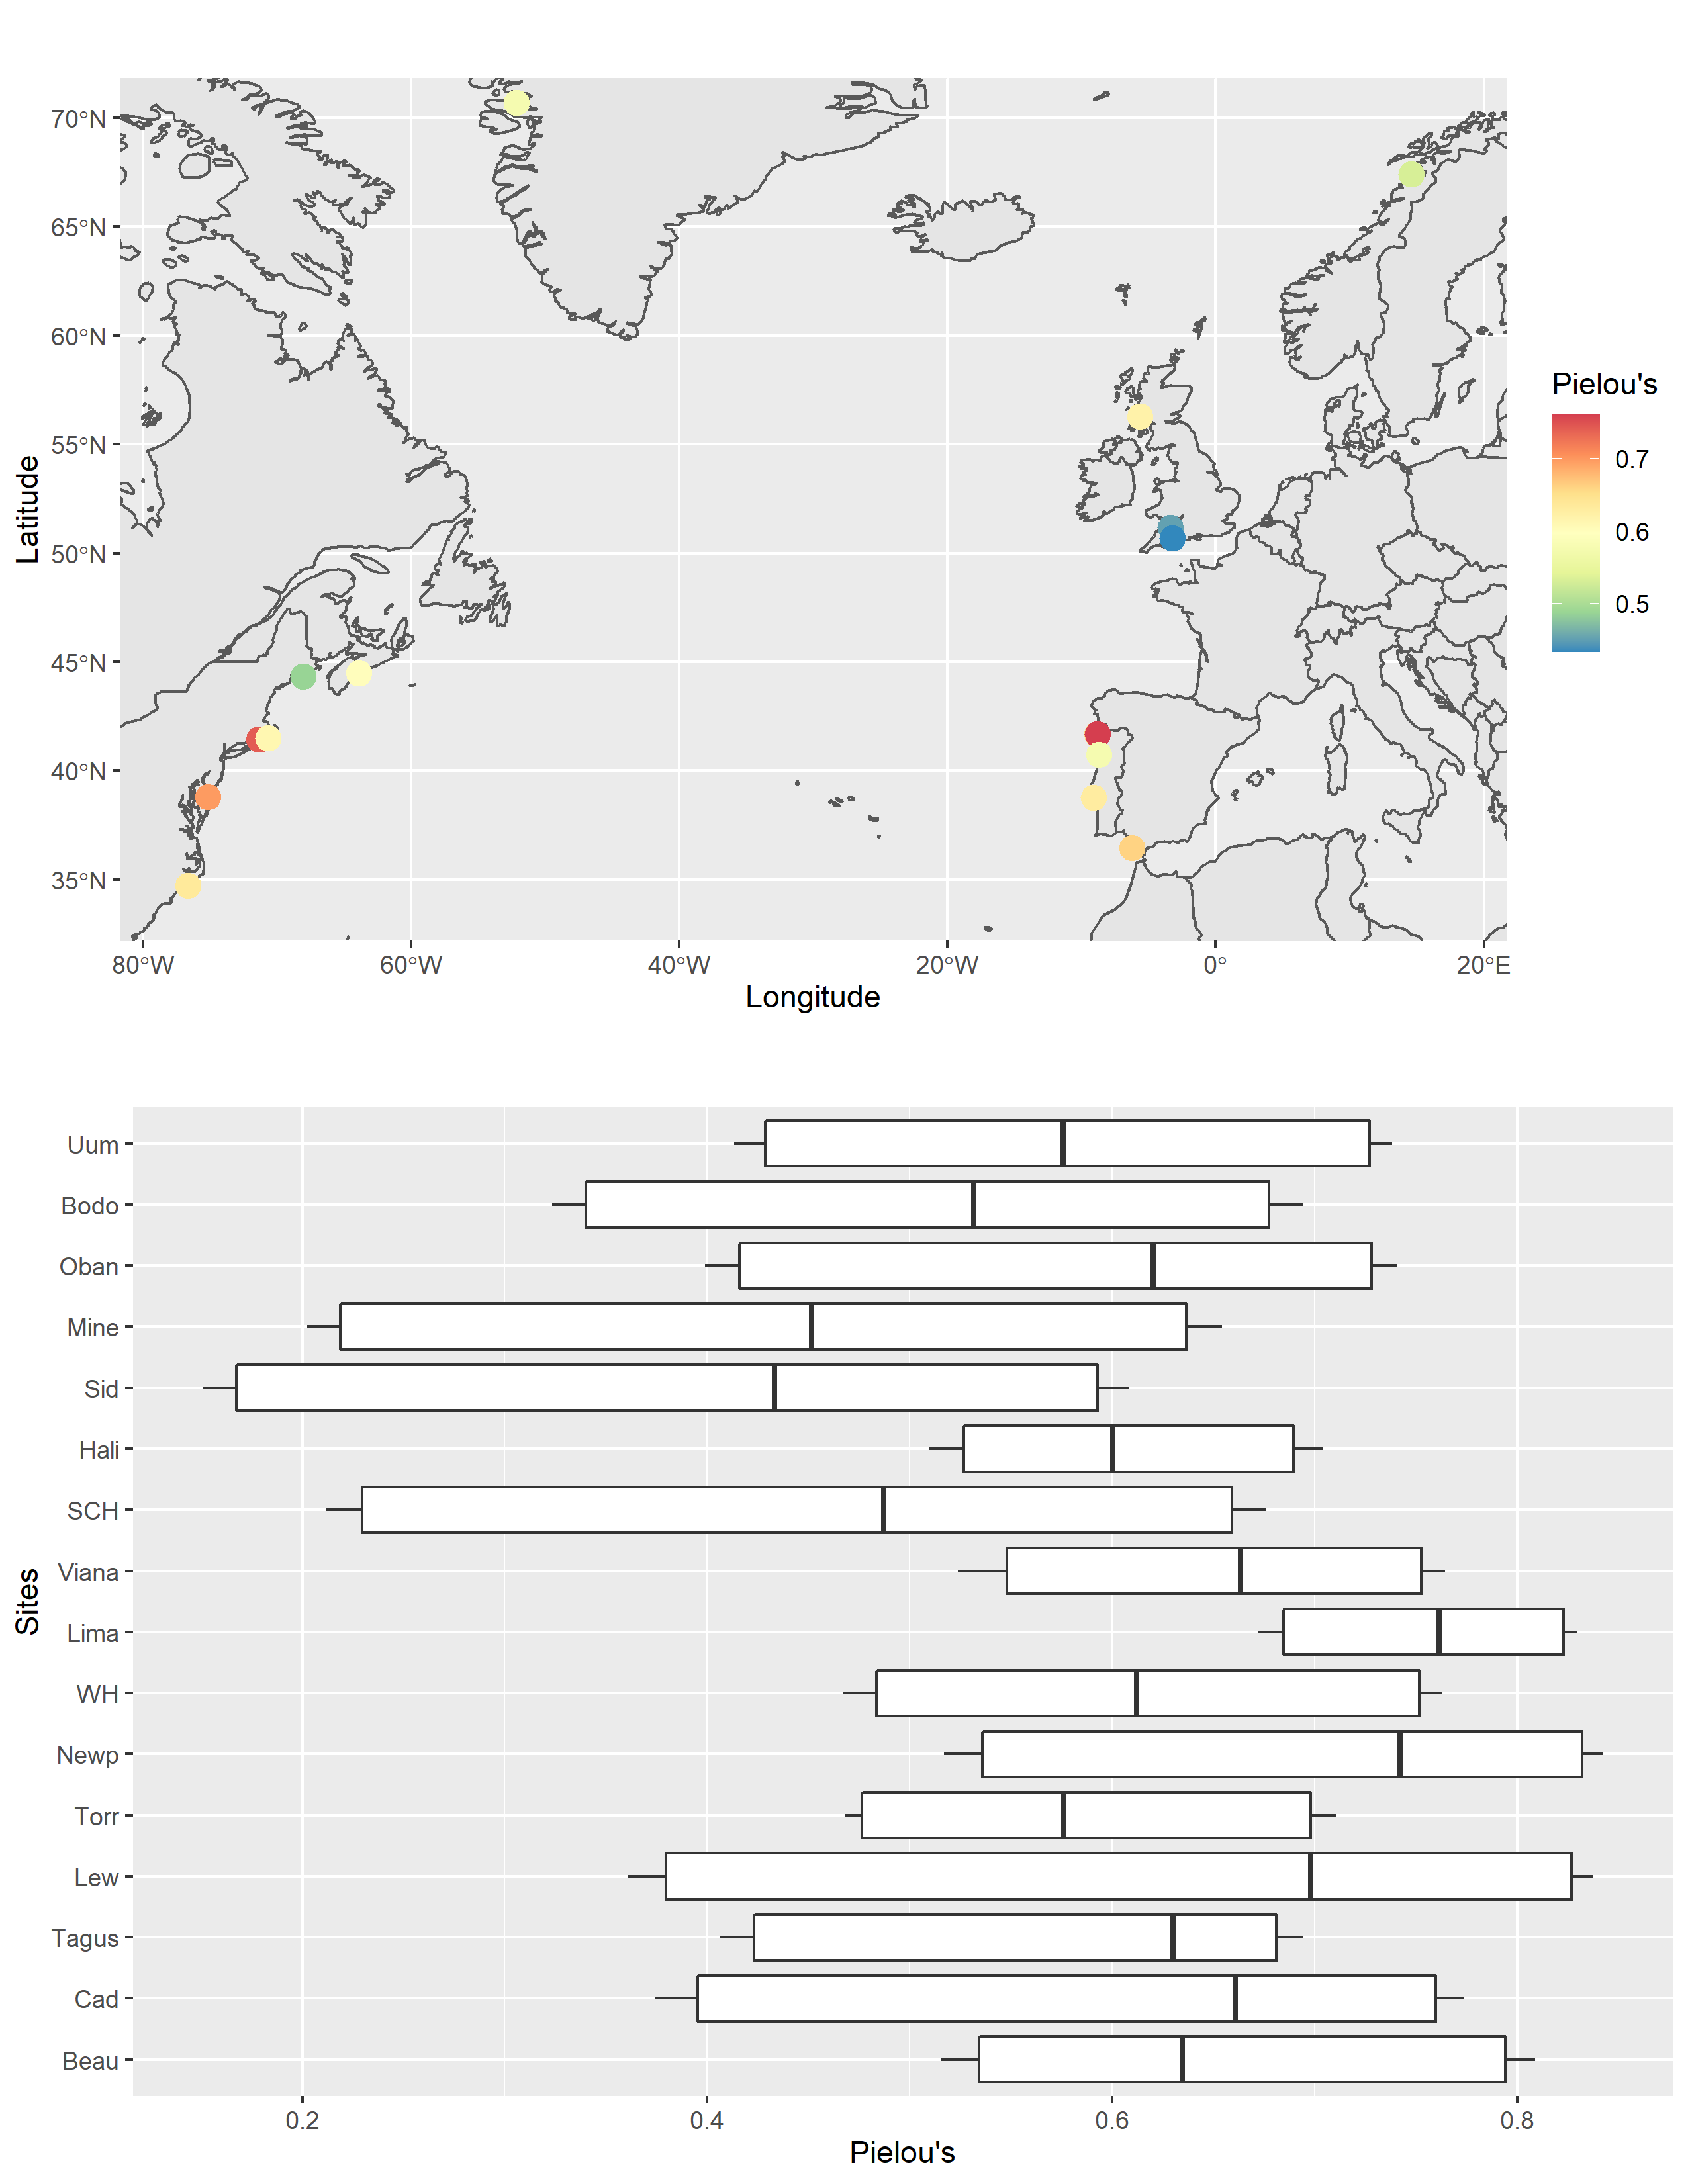 70°N
65°N
60°N
55°N
50°N
45°N
40°N
35°N
Latitude
80°W 60°W 40°W 20°W 0° 20°E
Longitude
Pielou's
0.7
0.6
0.5
Uum
Bodo
Oban
Mine
Sid
Hali
SCH
Viana
Lima
WH
Newp
Torr
Lew
Tagus
Cad
Beau
Sites
0.2 0.4 0.6 0.8
Pielou's